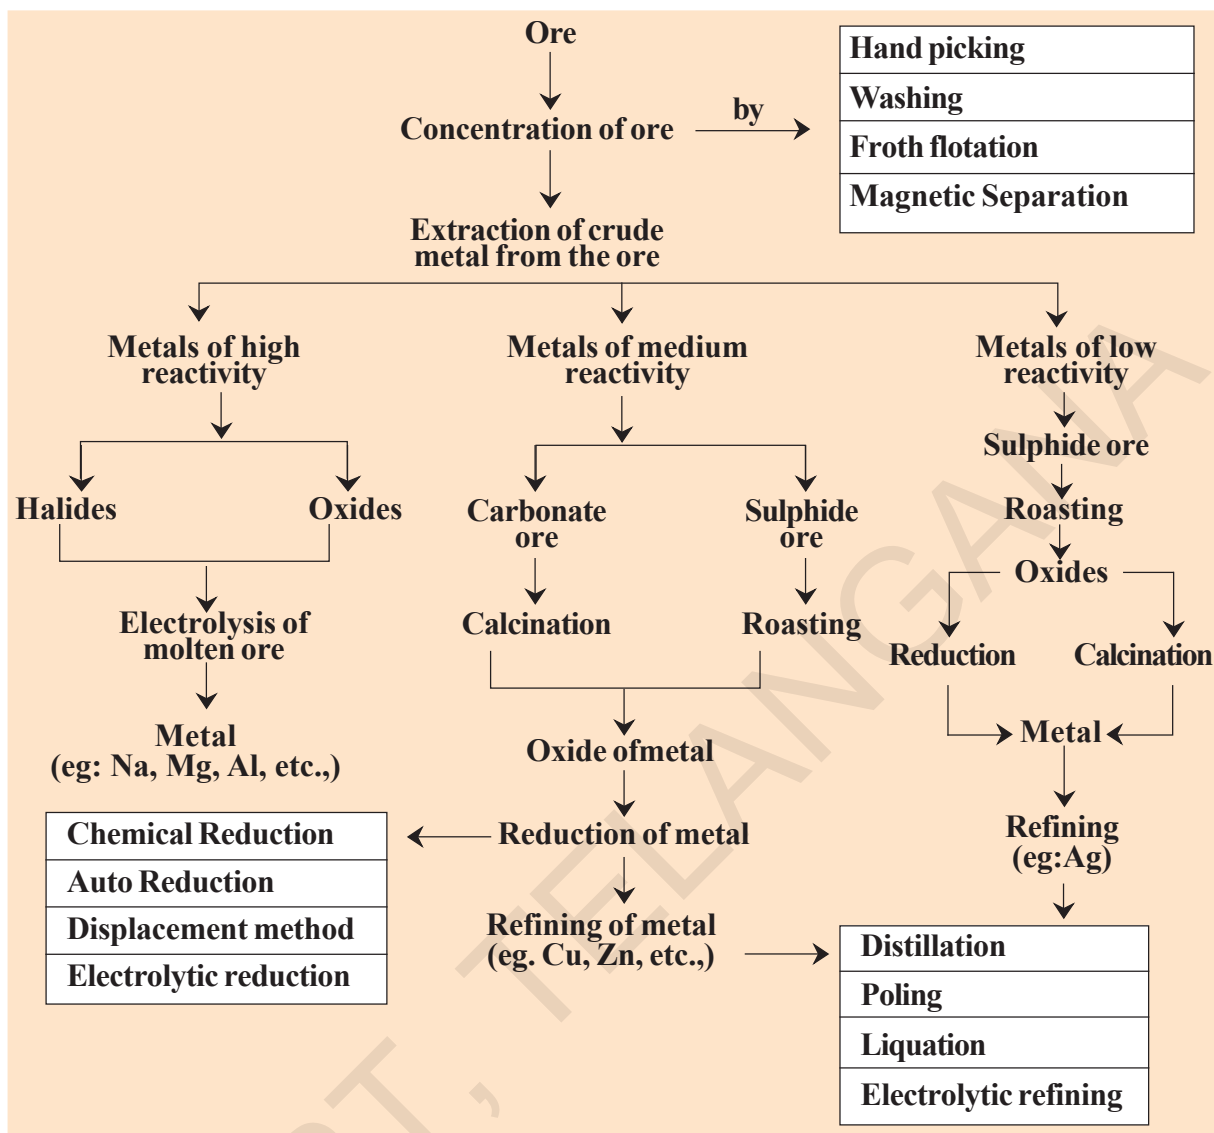 Ore
Hand picking
by
Washing
Concentration of ore
Froth flotation
Magnetic Separation
Extraction of crude
metal from the ore
Metals of high
reactivity
Metals of medium
reactivity
Metals of low
reactivity
Sulphide ore
Halides
Oxides
Carbonate
ore
Sulphide
ore
Roasting
Oxides
Electrolysis of
molten ore
Calcination
Roasting
Reduction
Calcination
Metal
(eg: Na, Mg, Al, etc.,)
Oxide of metal
Metal
Chemical Reduction
Auto Reduction
Displacement method
Electrolytic reduction
Reduction of metal
Refining
(eg:Ag)
Refining of metal
(eg. Cu, Zn, etc.,)
Distillation
Poling
Liquation
Electrolytic refining
RT, TELANGANA